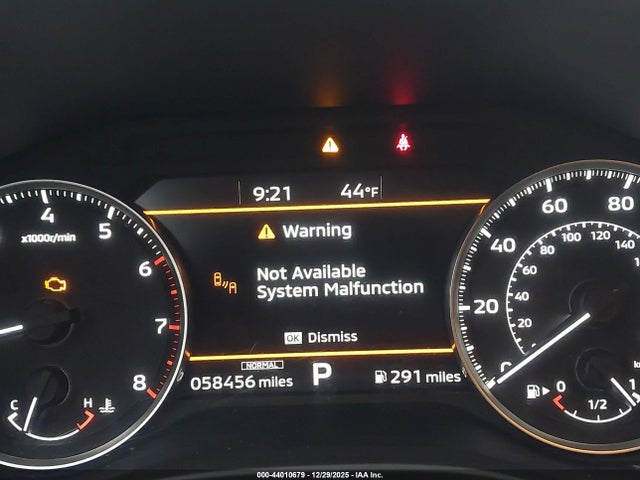 9:21 44°F
Warning
Not Available
System Malfunction
OK Dismiss
NORMAL
058456 miles P 291 miles
x1000r/min
4
5
6
7
8
C H
20
40
60
80
20
40
60
80
100
120
140
0 1/2 1
000-44010679 | 12/29/2025 - IAA Inc.